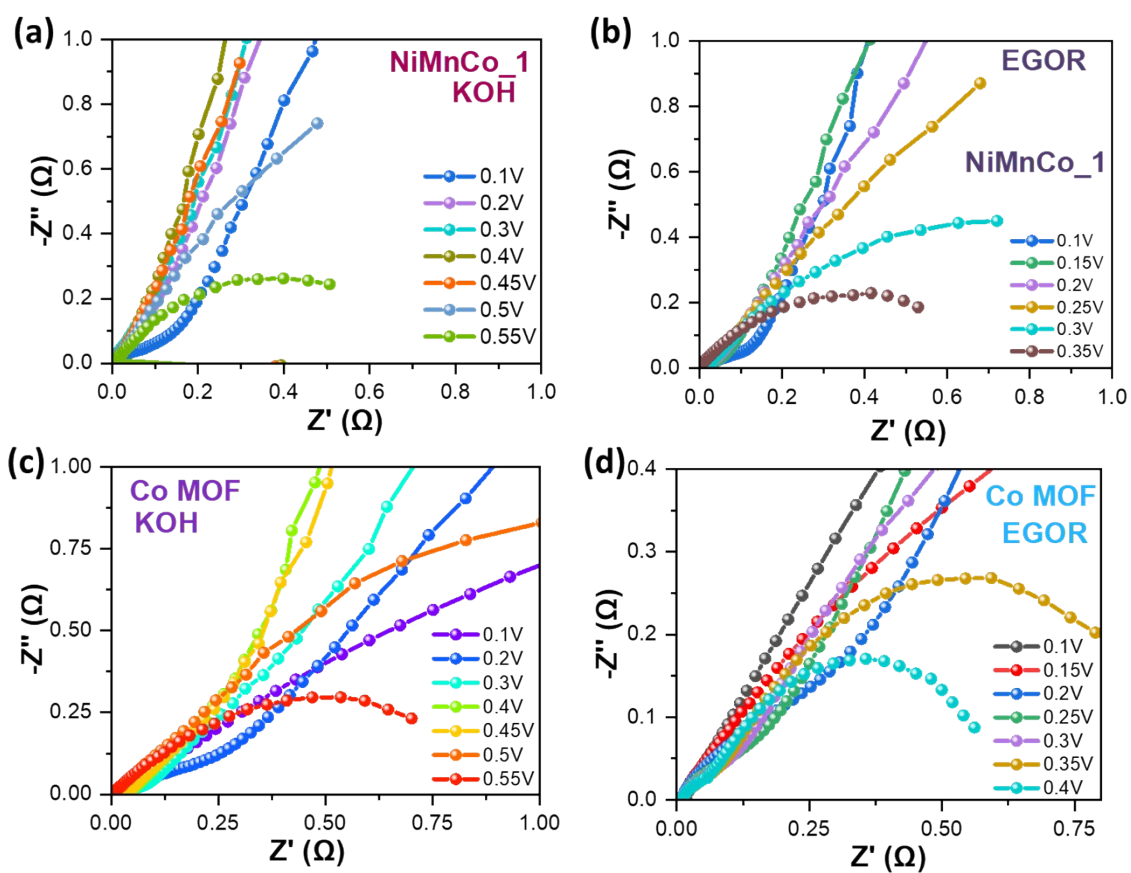 (a)
NiMnCo_1
KOH
-Z'' (Ω)
1.0
0.8
0.6
0.4
0.2
0.0
0.1V
0.2V
0.3V
0.4V
0.45V
0.5V
0.55V
0.0 0.2 0.4 0.6 0.8 1.0
Z' (Ω)
(b)
EGOR
NiMnCo_1
-Z'' (Ω)
1.0
0.8
0.6
0.4
0.2
0.0
0.1V
0.15V
0.2V
0.25V
0.3V
0.35V
0.0 0.2 0.4 0.6 0.8 1.0
Z' (Ω)
(c)
Co MOF
KOH
-Z'' (Ω)
1.00
0.75
0.50
0.25
0.00
0.1V
0.2V
0.3V
0.4V
0.45V
0.5V
0.55V
0.00 0.25 0.50 0.75 1.00
Z' (Ω)
(d)
Co MOF
EGOR
-Z'' (Ω)
0.4
0.3
0.2
0.1
0.0
0.1V
0.15V
0.2V
0.25V
0.3V
0.35V
0.4V
0.00 0.25 0.50 0.75
Z' (Ω)